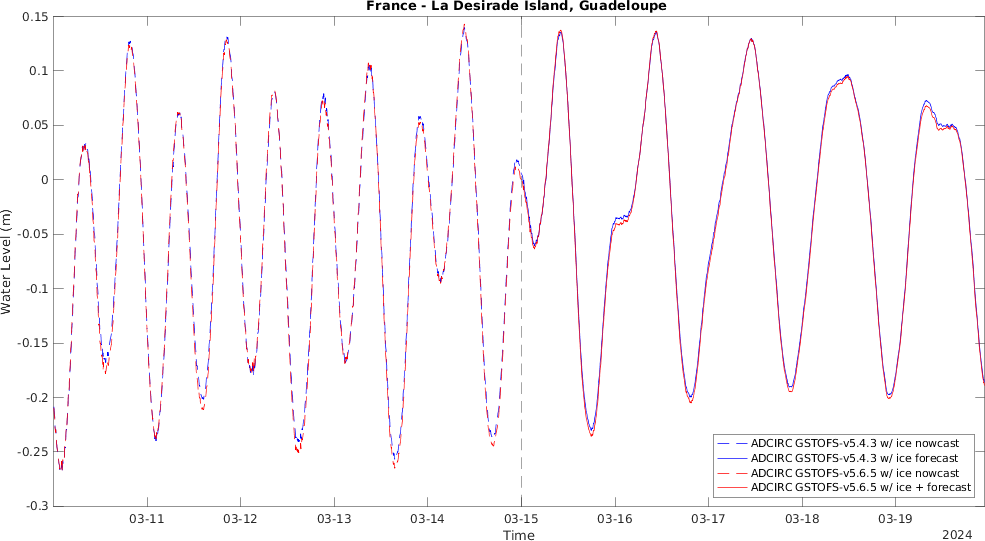 France - La Desirade Island, Guadeloupe
Water Level (m)
0.15
0.1
0.05
0
-0.05
-0.1
-0.15
-0.2
-0.25
-0.3
03-11 03-12 03-13 03-14 03-15 03-16 03-17 03-18 03-19
Time
2024
ADCIRC GSTOFS-v5.4.3 w/ ice nowcast
ADCIRC GSTOFS-v5.4.3 w/ ice forecast
ADCIRC GSTOFS-v5.6.5 w/ ice nowcast
ADCIRC GSTOFS-v5.6.5 w/ ice + forecast